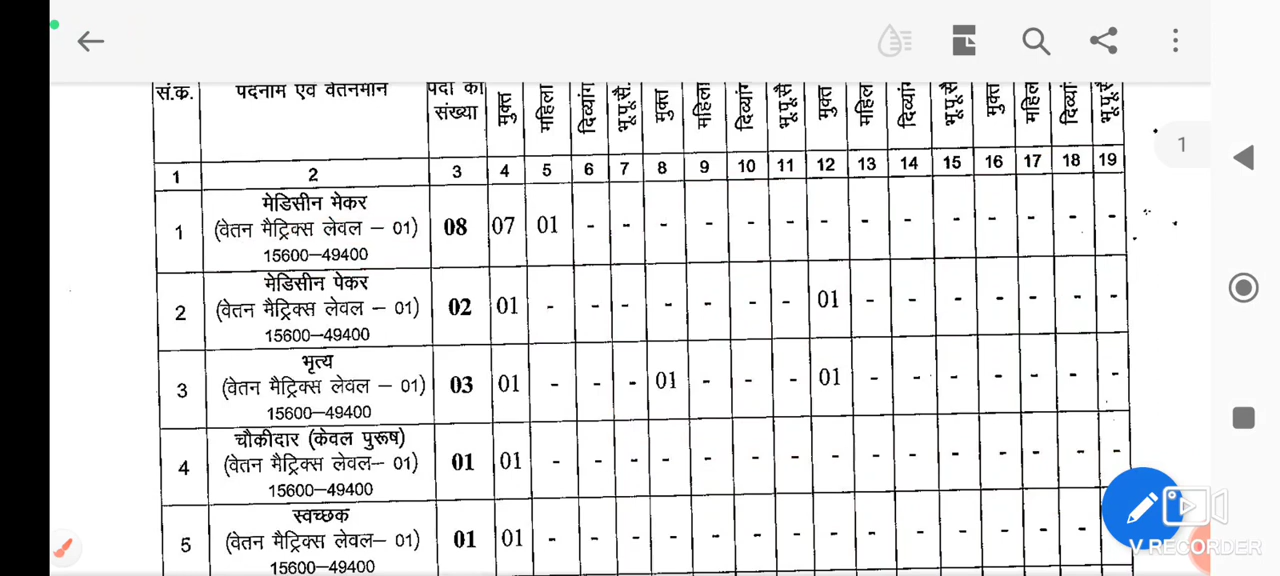 सं.क. पदनाम एवं वेतनमान पदों की संख्या मुक्त महिला दिव्यांग भू.पू.सै. मुक्त महिला दिव्यांग भू.पू.सै मुक्त महिल दिव्यां भू.पू.सै मुक्त महिल दिव्यां भू.पू.सै
1
1 2 3 4 5 6 7 8 9 10 11 12 13 14 15 16 17 18 19
मेडिसीन मेकर
1 (वेतन मैट्रिक्स लेवल – 01) 08 07 01 - - - - - - - - - - - - - -
15600–49400
मेडिसीन पेकर
2 (वेतन मैट्रिक्स लेवल – 01) 02 01 - - - - - - - 01 - - - - - - -
15600–49400
भृत्य
3 (वेतन मैट्रिक्स लेवल – 01) 03 01 - - - 01 - - - 01 - - - - - - -
15600–49400
चौकीदार (केवल पुरूष)
4 (वेतन मैट्रिक्स लेवल– 01) 01 01 - - - - - - - - - - - - - - -
15600–49400
स्वच्छक
5 (वेतन मैट्रिक्स लेवल– 01) 01 01 - - - - - - - - - - - - - - -
15600–49400
V RECORDER